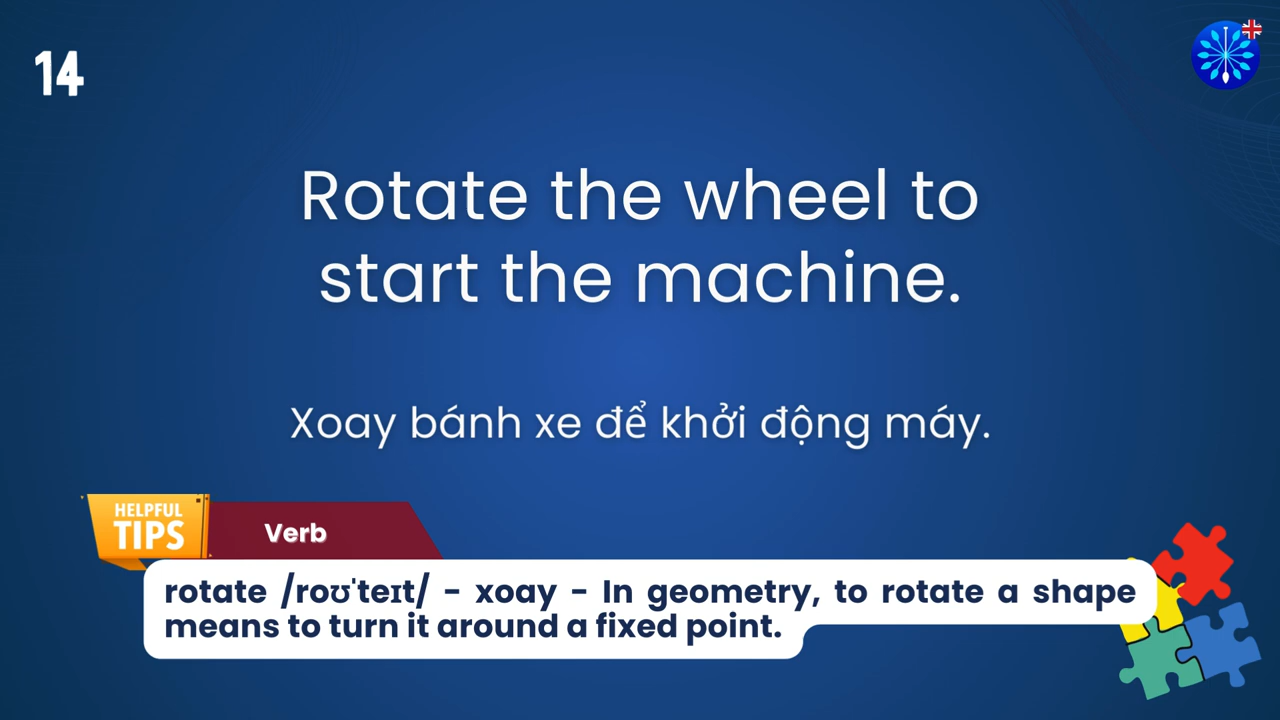 14
Rotate the wheel to
start the machine.
Xoay bánh xe để khởi động máy.
HELPFUL
TIPS
Verb
rotate /roʊˈteɪt/ - xoay - In geometry, to rotate a shape
means to turn it around a fixed point.